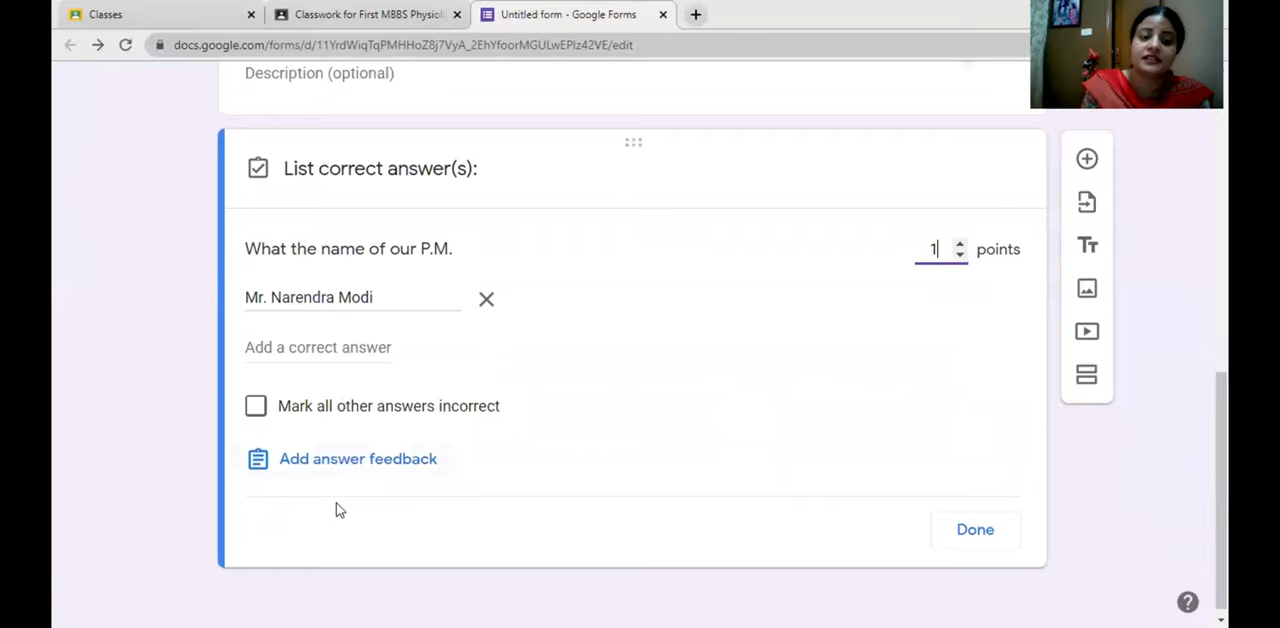 Classes
Classwork for First MBBS Physiol
Untitled form - Google Forms
docs.google.com/forms/d/11YrdWiqTqPMHHoZ8j7VyA_2EhYfoorMGULwEPlz42VE/edit
Description (optional)
List correct answer(s):
What the name of our P.M.
1 points
Mr. Narendra Modi
Add a correct answer
Mark all other answers incorrect
Add answer feedback
Done